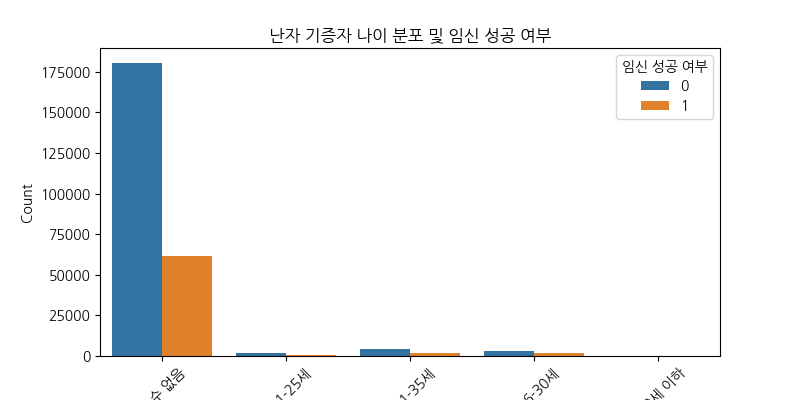 난자 기증자 나이 분포 및 임신 성공 여부
임신 성공 여부
0
1
Count
175000
150000
125000
100000
75000
50000
25000
0
수 없음
1-25세
1-35세
6-30세
세 이하